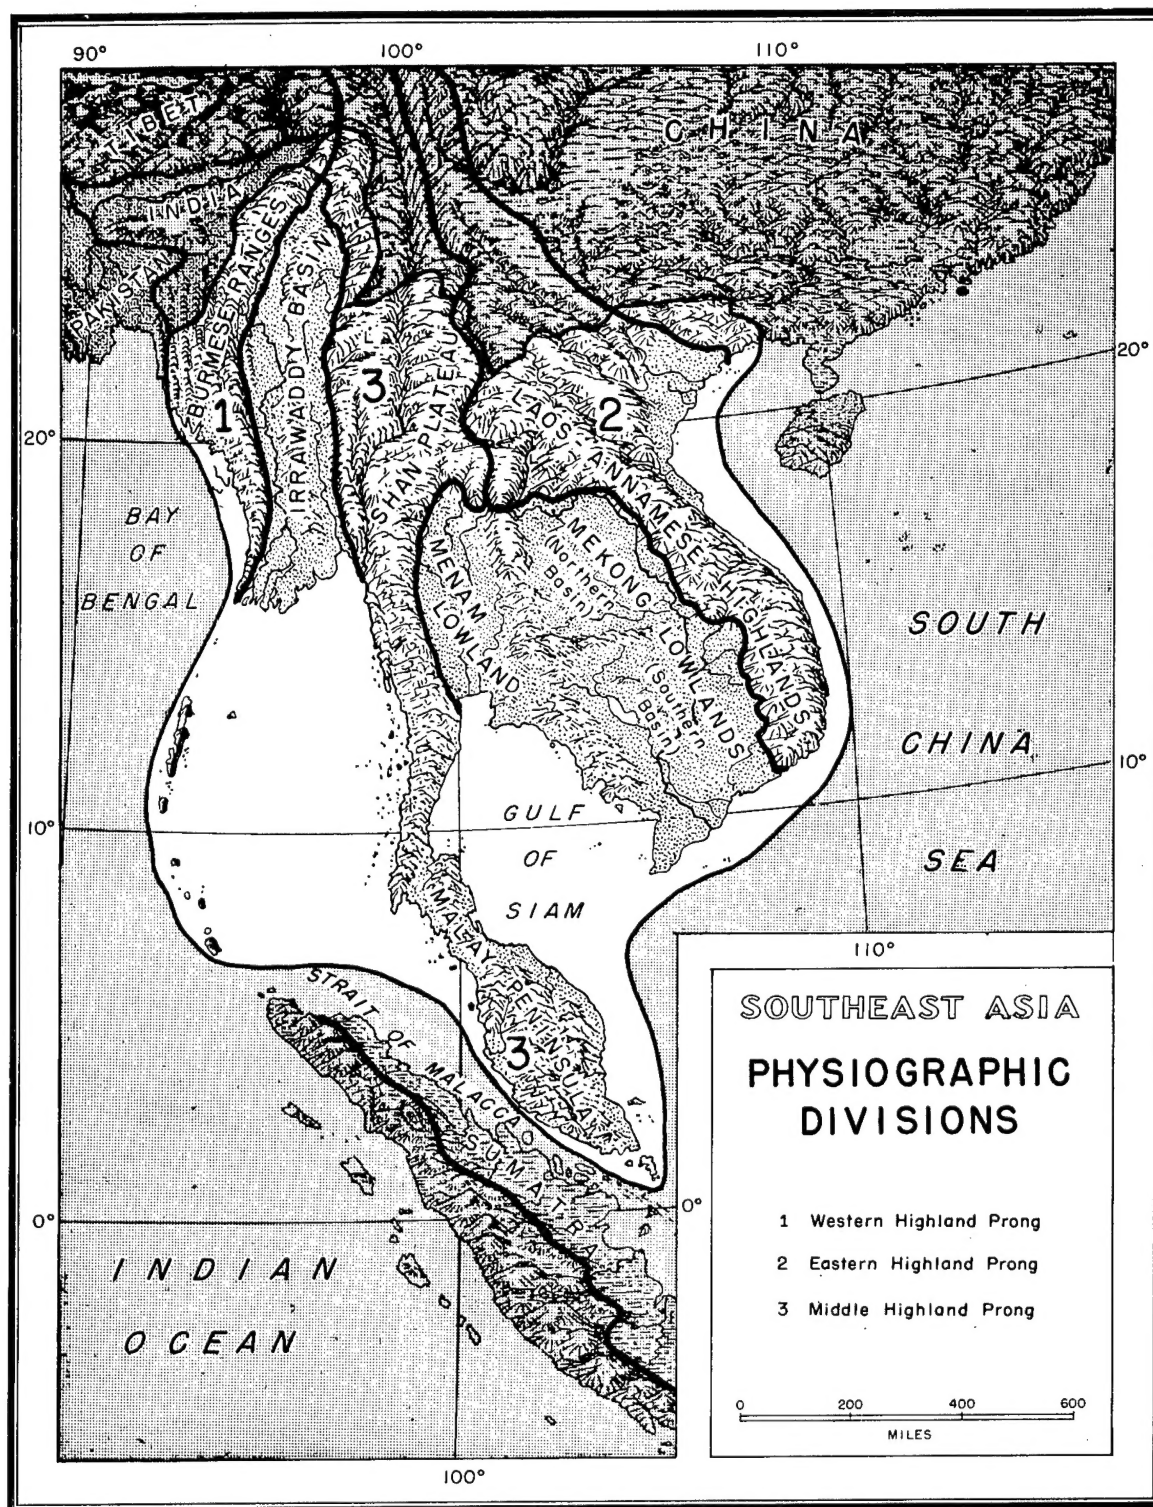 90°
100°
110°
TIBET
CHINA
INDIA
PAKISTAN
BURMESE RANGES
1
IRRAWADDY BASIN
3
SHAN PLATEAU
2
LAOS ANNAMESE HIGHLANDS
20°
20°
BAY
OF
BENGAL
MENAM
LOWLAND
MEKONG LOWLANDS
(Northern
Basin)
(Southern
Basin)
SOUTH
CHINA
SEA
10°
10°
GULF
OF
SIAM
MALAY PENINSULA
3
110°
STRAIT OF MALACCA
SUMATRA
0°
0°
INDIAN
OCEAN
100°
SOUTHEAST ASIA
PHYSIOGRAPHIC
DIVISIONS
1 Western Highland Prong
2 Eastern Highland Prong
3 Middle Highland Prong
0 200 400 600
MILES